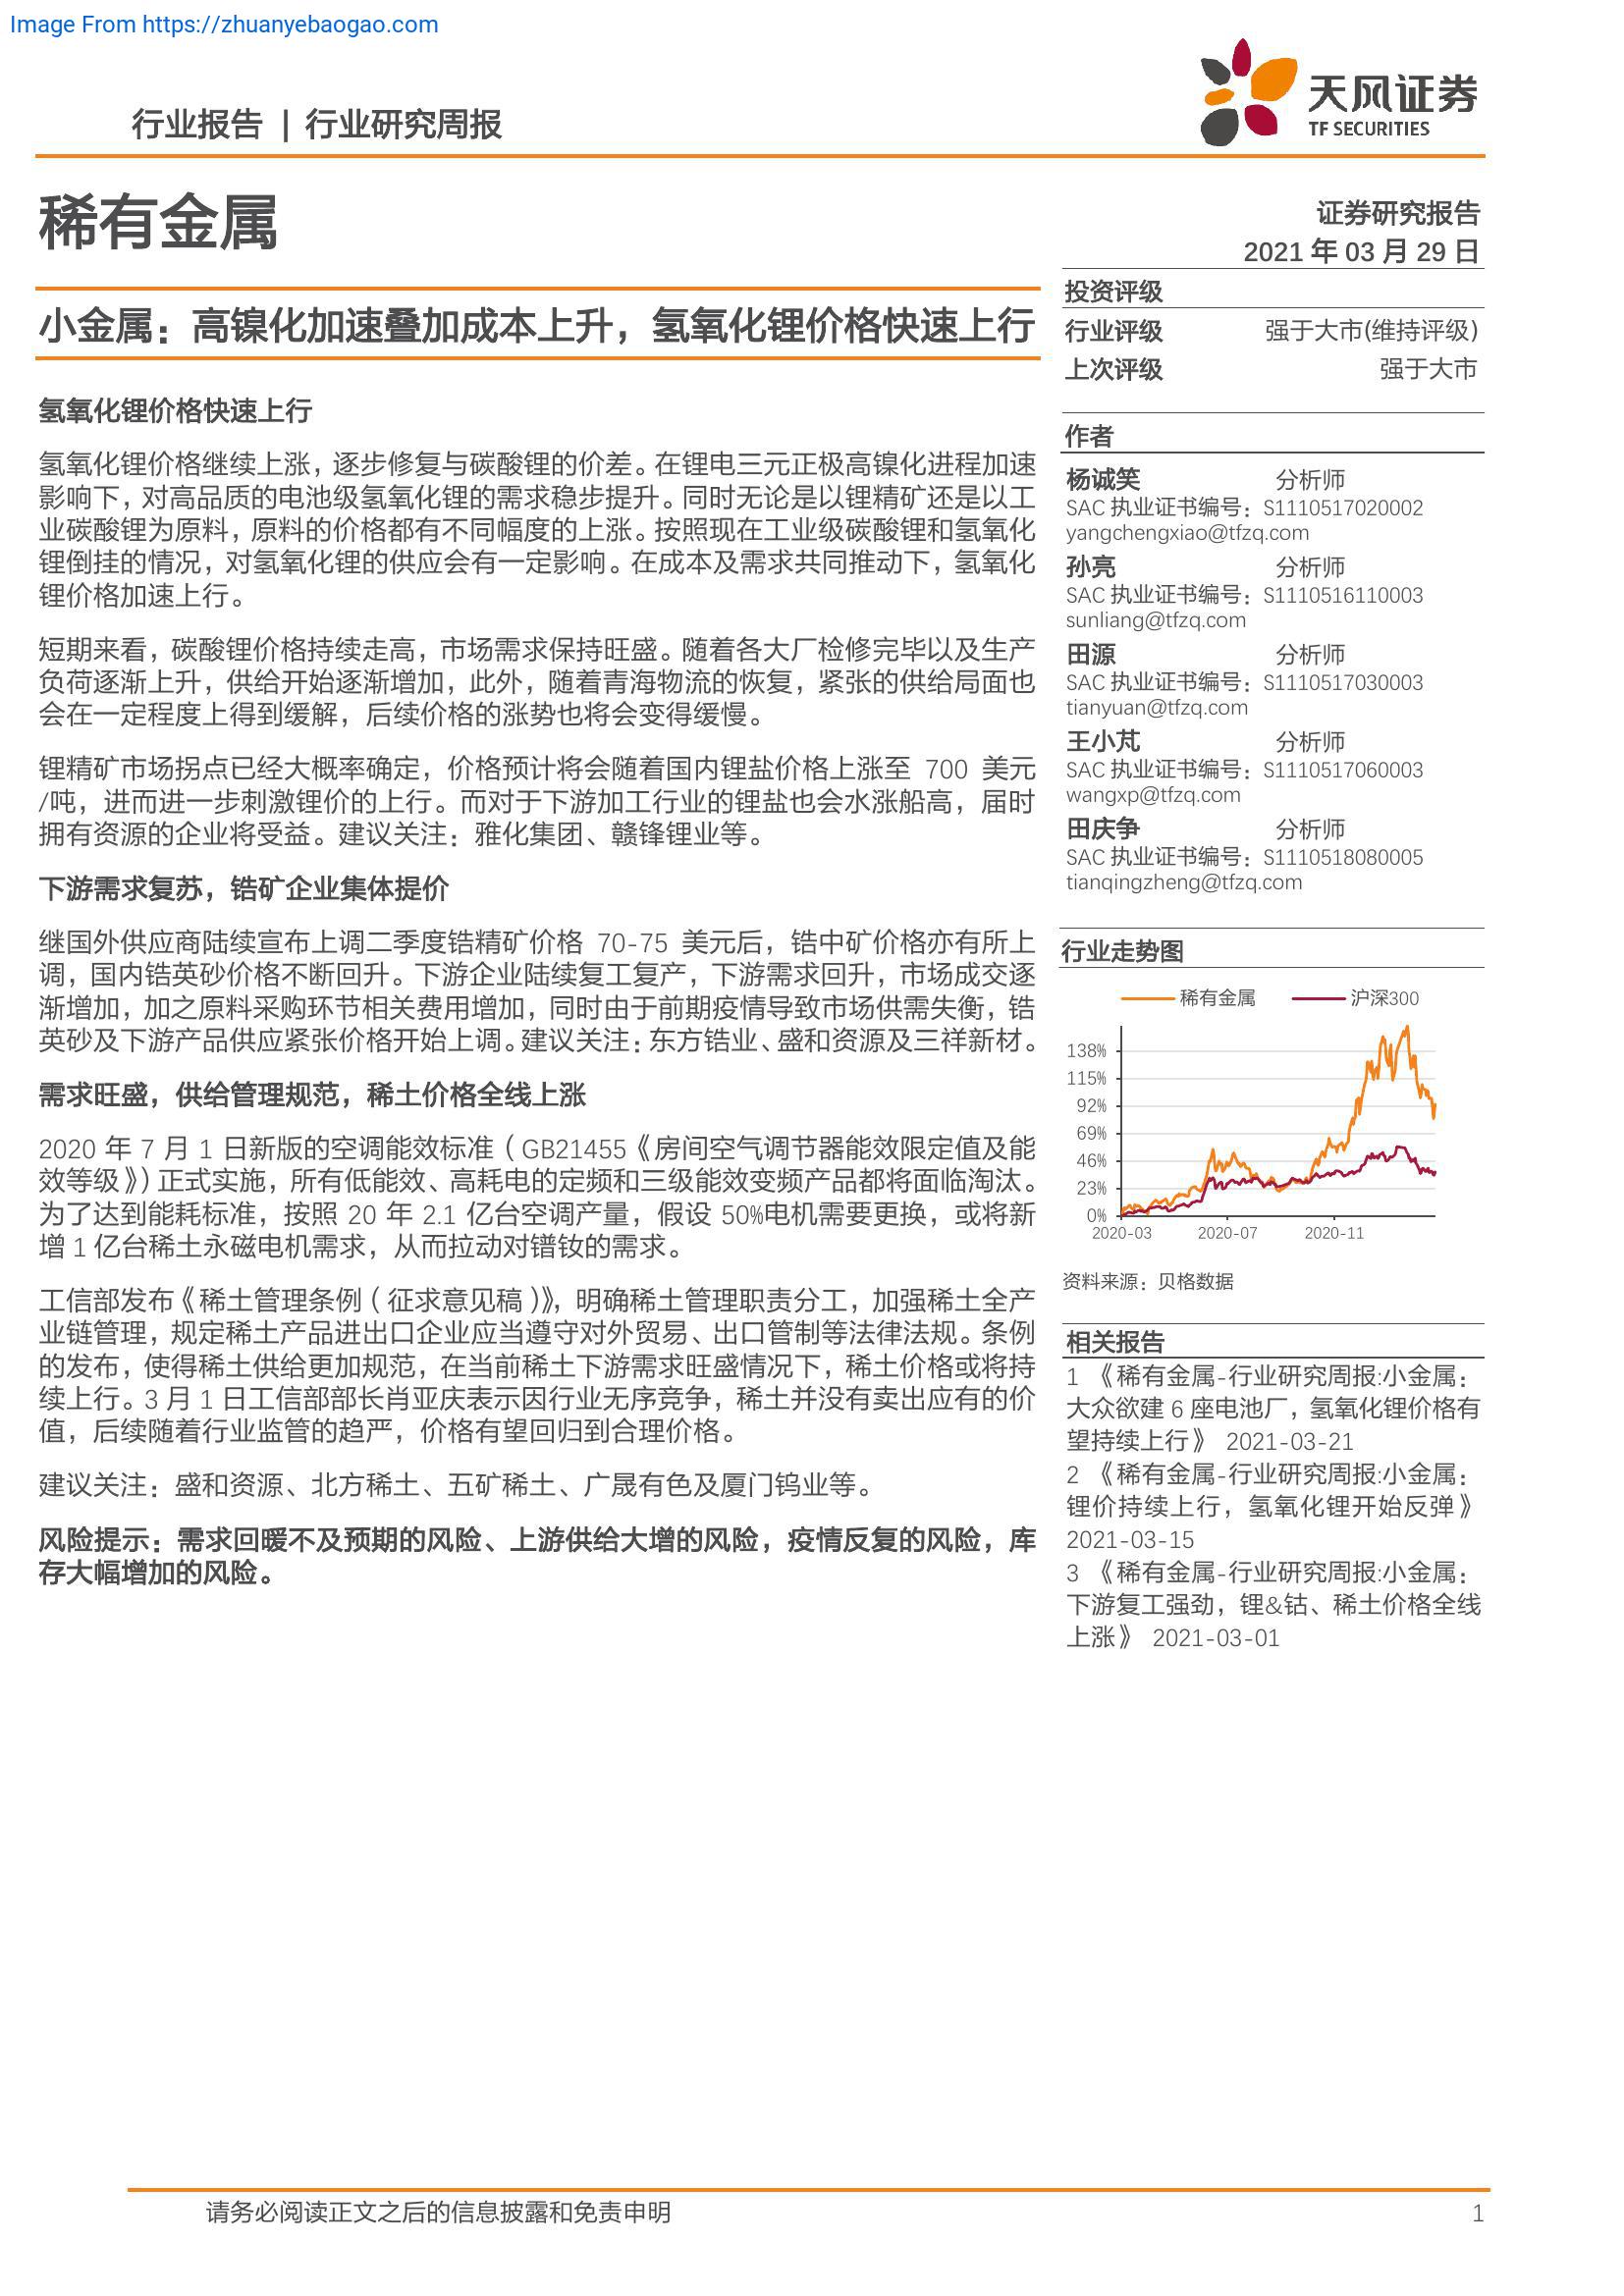 Image From https://zhuanyebaogao.com
行业报告 | 行业研究周报
天风证券
TF SECURITIES
稀有金属
证券研究报告
2021 年 03 月 29 日
小金属：高镍化加速叠加成本上升，氢氧化锂价格快速上行
氢氧化锂价格快速上行
氢氧化锂价格继续上涨，逐步修复与碳酸锂的价差。在锂电三元正极高镍化进程加速
影响下，对高品质的电池级氢氧化锂的需求稳步提升。同时无论是以锂精矿还是以工
业碳酸锂为原料，原料的价格都有不同幅度的上涨。按照现在工业级碳酸锂和氢氧化
锂倒挂的情况，对氢氧化锂的供应会有一定影响。在成本及需求共同推动下，氢氧化
锂价格加速上行。
短期来看，碳酸锂价格持续走高，市场需求保持旺盛。随着各大厂检修完毕以及生产
负荷逐渐上升，供给开始逐渐增加，此外，随着青海物流的恢复，紧张的供给局面也
会在一定程度上得到缓解，后续价格的涨势也将会变得缓慢。
锂精矿市场拐点已经大概率确定，价格预计将会随着国内锂盐价格上涨至 700 美元
/吨，进而进一步刺激锂价的上行。而对于下游加工行业的锂盐也会水涨船高，届时
拥有资源的企业将受益。建议关注：雅化集团、赣锋锂业等。
下游需求复苏，锆矿企业集体提价
继国外供应商陆续宣布上调二季度锆精矿价格 70-75 美元后，锆中矿价格亦有所上
调，国内锆英砂价格不断回升。下游企业陆续复工复产，下游需求回升，市场成交逐
渐增加，加之原料采购环节相关费用增加，同时由于前期疫情导致市场供需失衡，锆
英砂及下游产品供应紧张价格开始上调。建议关注：东方锆业、盛和资源及三祥新材。
需求旺盛，供给管理规范，稀土价格全线上涨
2020 年 7 月 1 日新版的空调能效标准（GB21455《房间空气调节器能效限定值及能
效等级》）正式实施，所有低能效、高耗电的定频和三级能效变频产品都将面临淘汰。
为了达到能耗标准，按照 20 年 2.1 亿台空调产量，假设 50%电机需要更换，或将新
增 1 亿台稀土永磁电机需求，从而拉动对镨钕的需求。
工信部发布《稀土管理条例（征求意见稿）》，明确稀土管理职责分工，加强稀土全产
业链管理，规定稀土产品进出口企业应当遵守对外贸易、出口管制等法律法规。条例
的发布，使得稀土供给更加规范，在当前稀土下游需求旺盛情况下，稀土价格或将持
续上行。3 月 1 日工信部部长肖亚庆表示因行业无序竞争，稀土并没有卖出应有的价
值，后续随着行业监管的趋严，价格有望回归到合理价格。
建议关注：盛和资源、北方稀土、五矿稀土、广晟有色及厦门钨业等。
风险提示：需求回暖不及预期的风险、上游供给大增的风险，疫情反复的风险，库
存大幅增加的风险。
投资评级
行业评级 强于大市(维持评级)
上次评级 强于大市
作者
杨诚笑 分析师
SAC 执业证书编号：S1110517020002
yangchengxiao@tfzq.com
孙亮 分析师
SAC 执业证书编号：S1110516110003
sunliang@tfzq.com
田源 分析师
SAC 执业证书编号：S1110517030003
tianyuan@tfzq.com
王小芃 分析师
SAC 执业证书编号：S1110517060003
wangxp@tfzq.com
田庆争 分析师
SAC 执业证书编号：S1110518080005
tianqingzheng@tfzq.com
行业走势图
稀有金属 沪深300
138%
115%
92%
69%
46%
23%
0%
2020-03 2020-07 2020-11
资料来源：贝格数据
相关报告
1 《稀有金属-行业研究周报:小金属：
大众欲建 6 座电池厂，氢氧化锂价格有
望持续上行》 2021-03-21
2 《稀有金属-行业研究周报:小金属：
锂价持续上行，氢氧化锂开始反弹》
2021-03-15
3 《稀有金属-行业研究周报:小金属：
下游复工强劲，锂&钴、稀土价格全线
上涨》 2021-03-01
请务必阅读正文之后的信息披露和免责申明 1